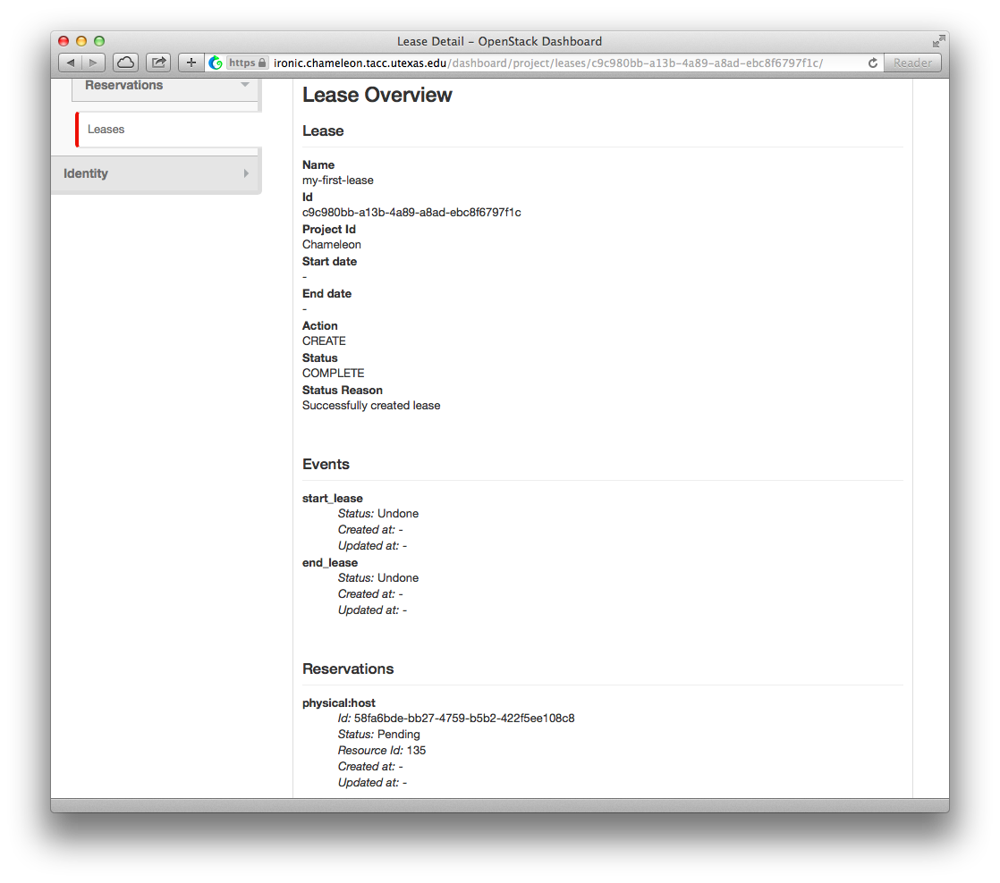 Lease Detail - OpenStack Dashboard
https ironic.chameleon.tacc.utexas.edu/dashboard/project/leases/c9c980bb-a13b-4a89-a8ad-ebc8f6797f1c/ Reader
Reservations
Leases
Identity
Lease Overview
Lease
Name
my-first-lease
Id
c9c980bb-a13b-4a89-a8ad-ebc8f6797f1c
Project Id
Chameleon
Start date
-
End date
-
Action
CREATE
Status
COMPLETE
Status Reason
Successfully created lease
Events
start_lease
Status: Undone
Created at: -
Updated at: -
end_lease
Status: Undone
Created at: -
Updated at: -
Reservations
physical:host
Id: 58fa6bde-bb27-4759-b5b2-422f5ee108c8
Status: Pending
Resource Id: 135
Created at: -
Updated at: -